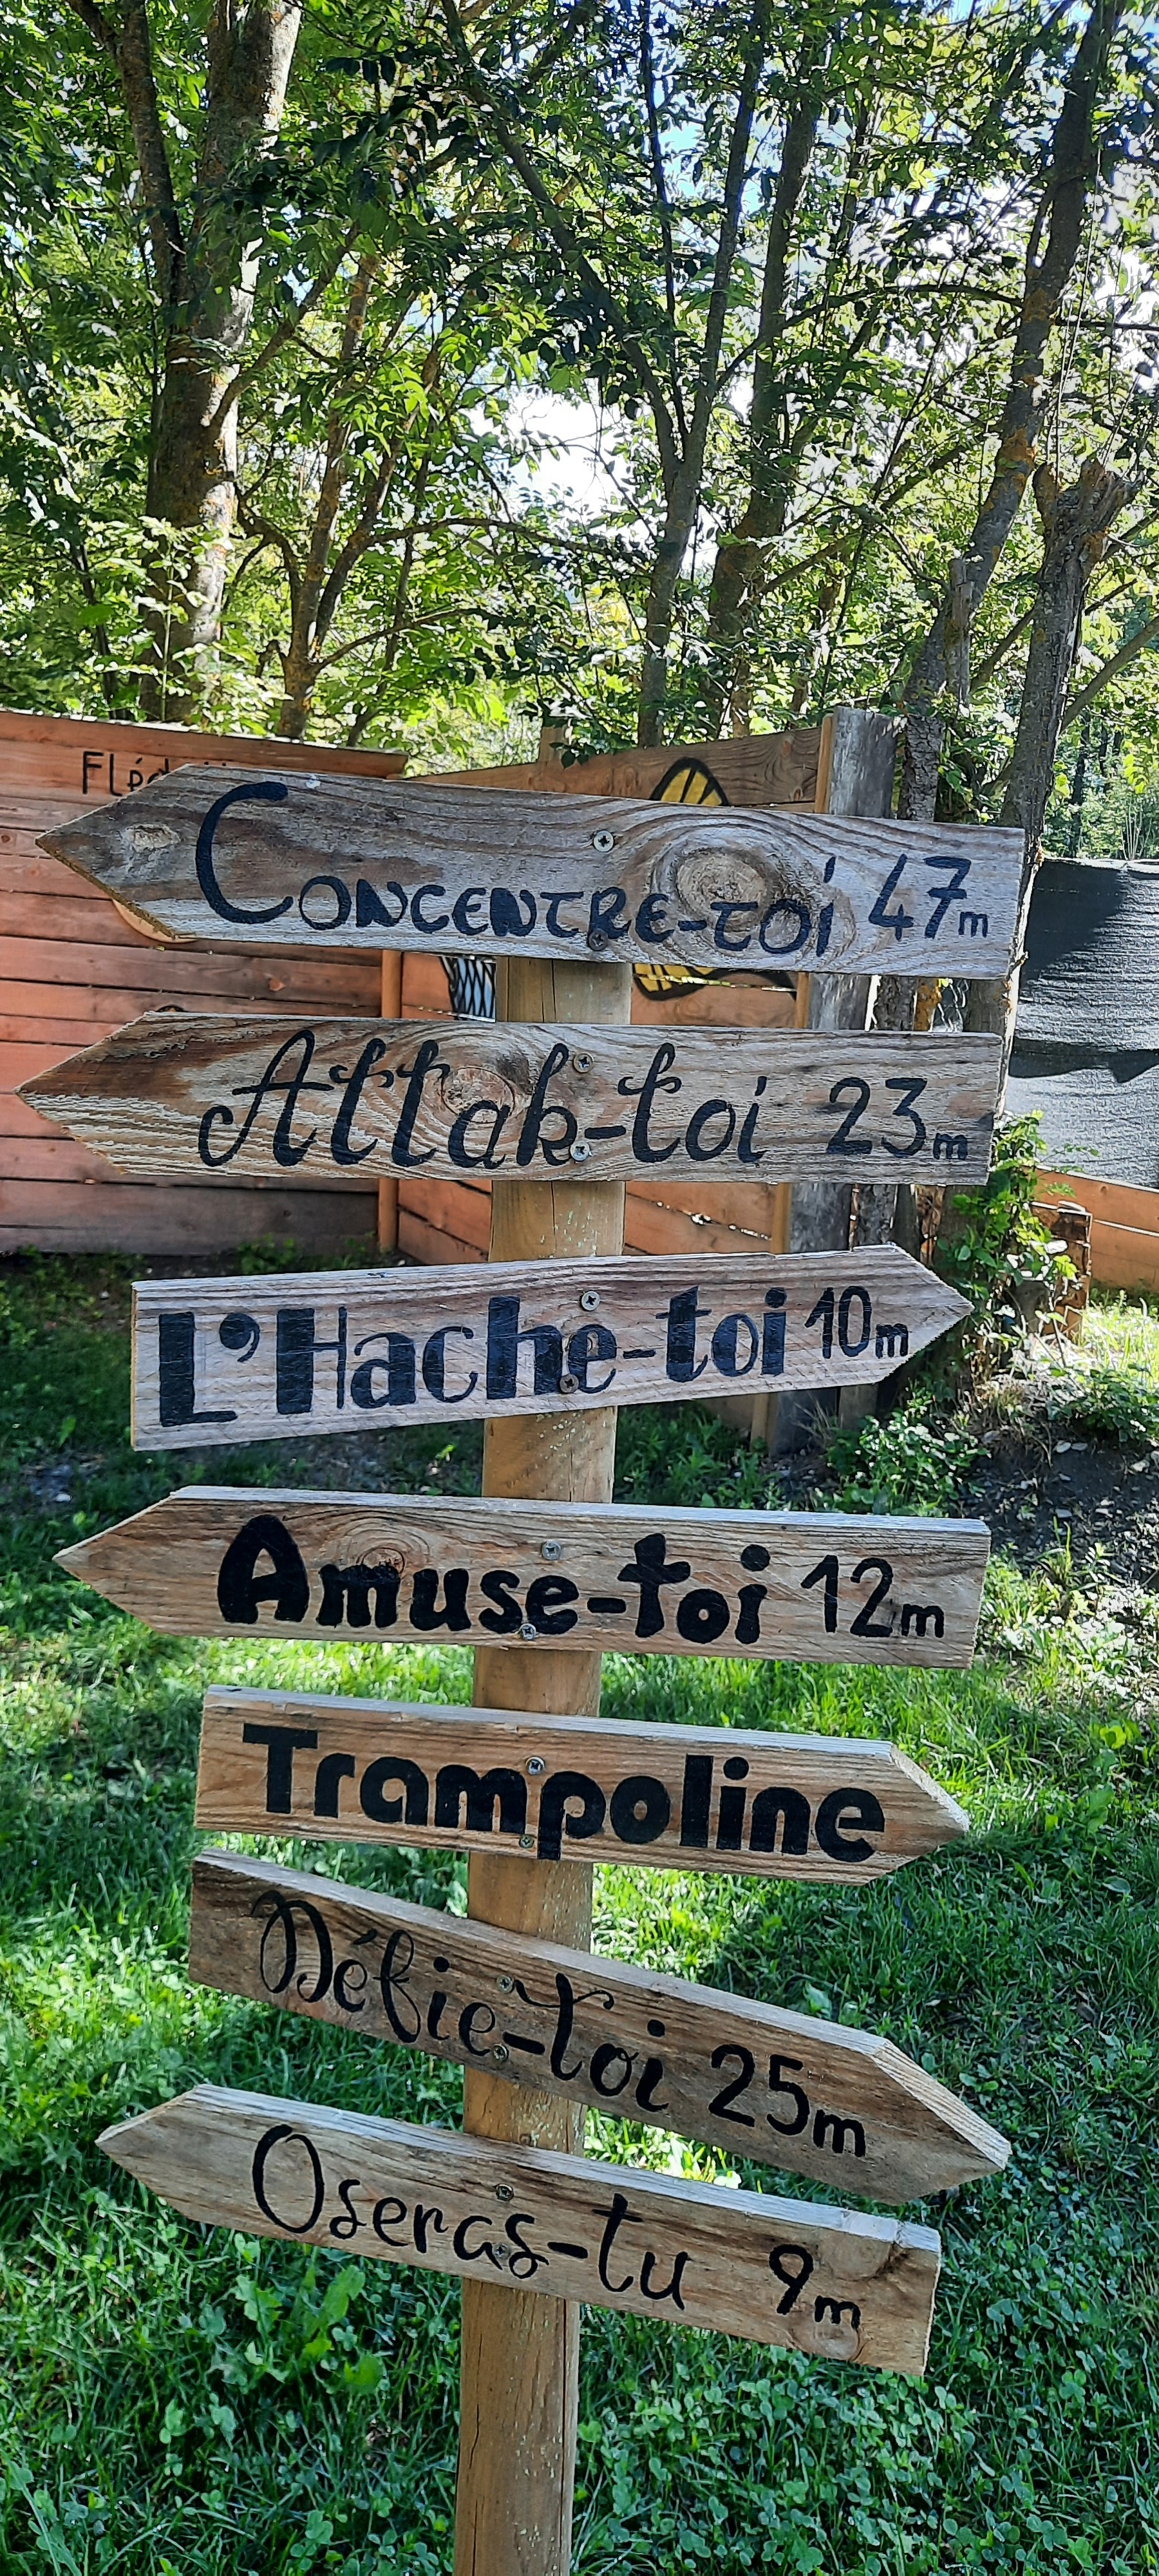 Concentre-toi 47m
Attak-toi 23m
L'Hache-toi 10m
Amuse-toi 12m
Trampoline
Défie-toi 25m
Oseras-tu 9m